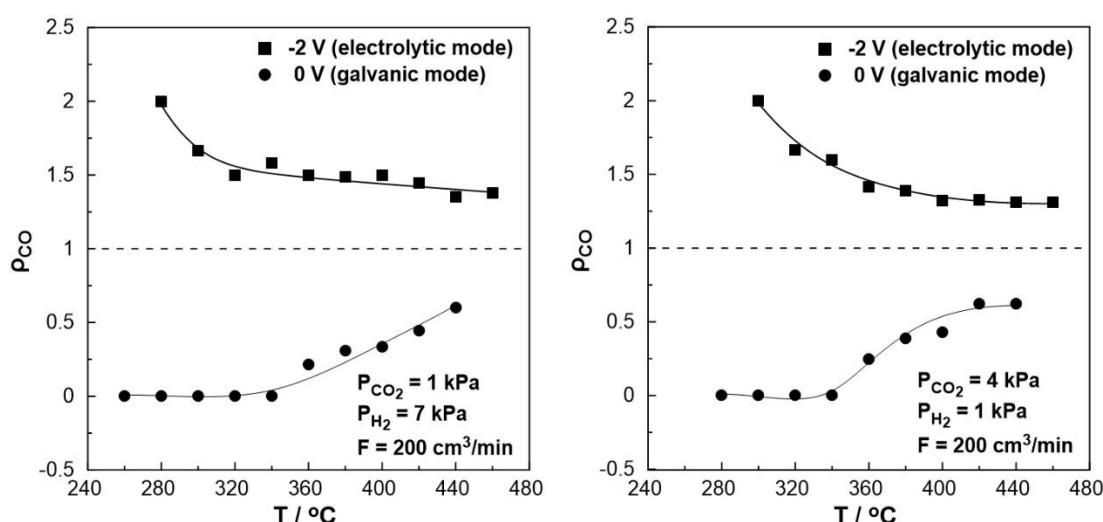 2.5
2
1.5
1
0.5
0
-0.5
ρCO
-2 V (electrolytic mode)
0 V (galvanic mode)
PCO2 = 1 kPa
PH2 = 7 kPa
F = 200 cm³/min
240 280 320 360 400 440 480
T / °C
2.5
2
1.5
1
0.5
0
-0.5
ρCO
-2 V (electrolytic mode)
0 V (galvanic mode)
PCO2 = 4 kPa
PH2 = 1 kPa
F = 200 cm³/min
240 280 320 360 400 440 480
T / °C